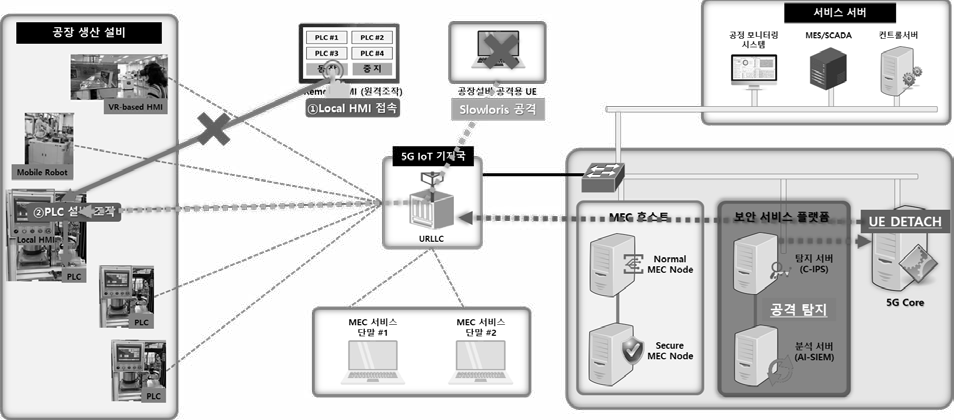 공장 생산 설비
VR-based HMI
Mobile Robot
②PLC 설
조작
Local HMI
PLC
PLC
PLC
PLC #1
PLC #2
PLC #3
PLC #4
중 지
(원격조작)
①Local HMI 접속
공장설비 공격용 UE
Slowloris 공격
5G IoT 기지국
URLLC
MEC 서비스
단말 #1
MEC 서비스
단말 #2
서비스 서버
공정 모니터링
시스템
MES/SCADA
컨트롤서버
MEC 호스트
Normal
MEC Node
Secure
MEC Node
보안 서비스 플랫폼
탐지 서버
(C-IPS)
공격 탐지
분석 서버
(AI-SIEM)
UE DETACH
5G Core